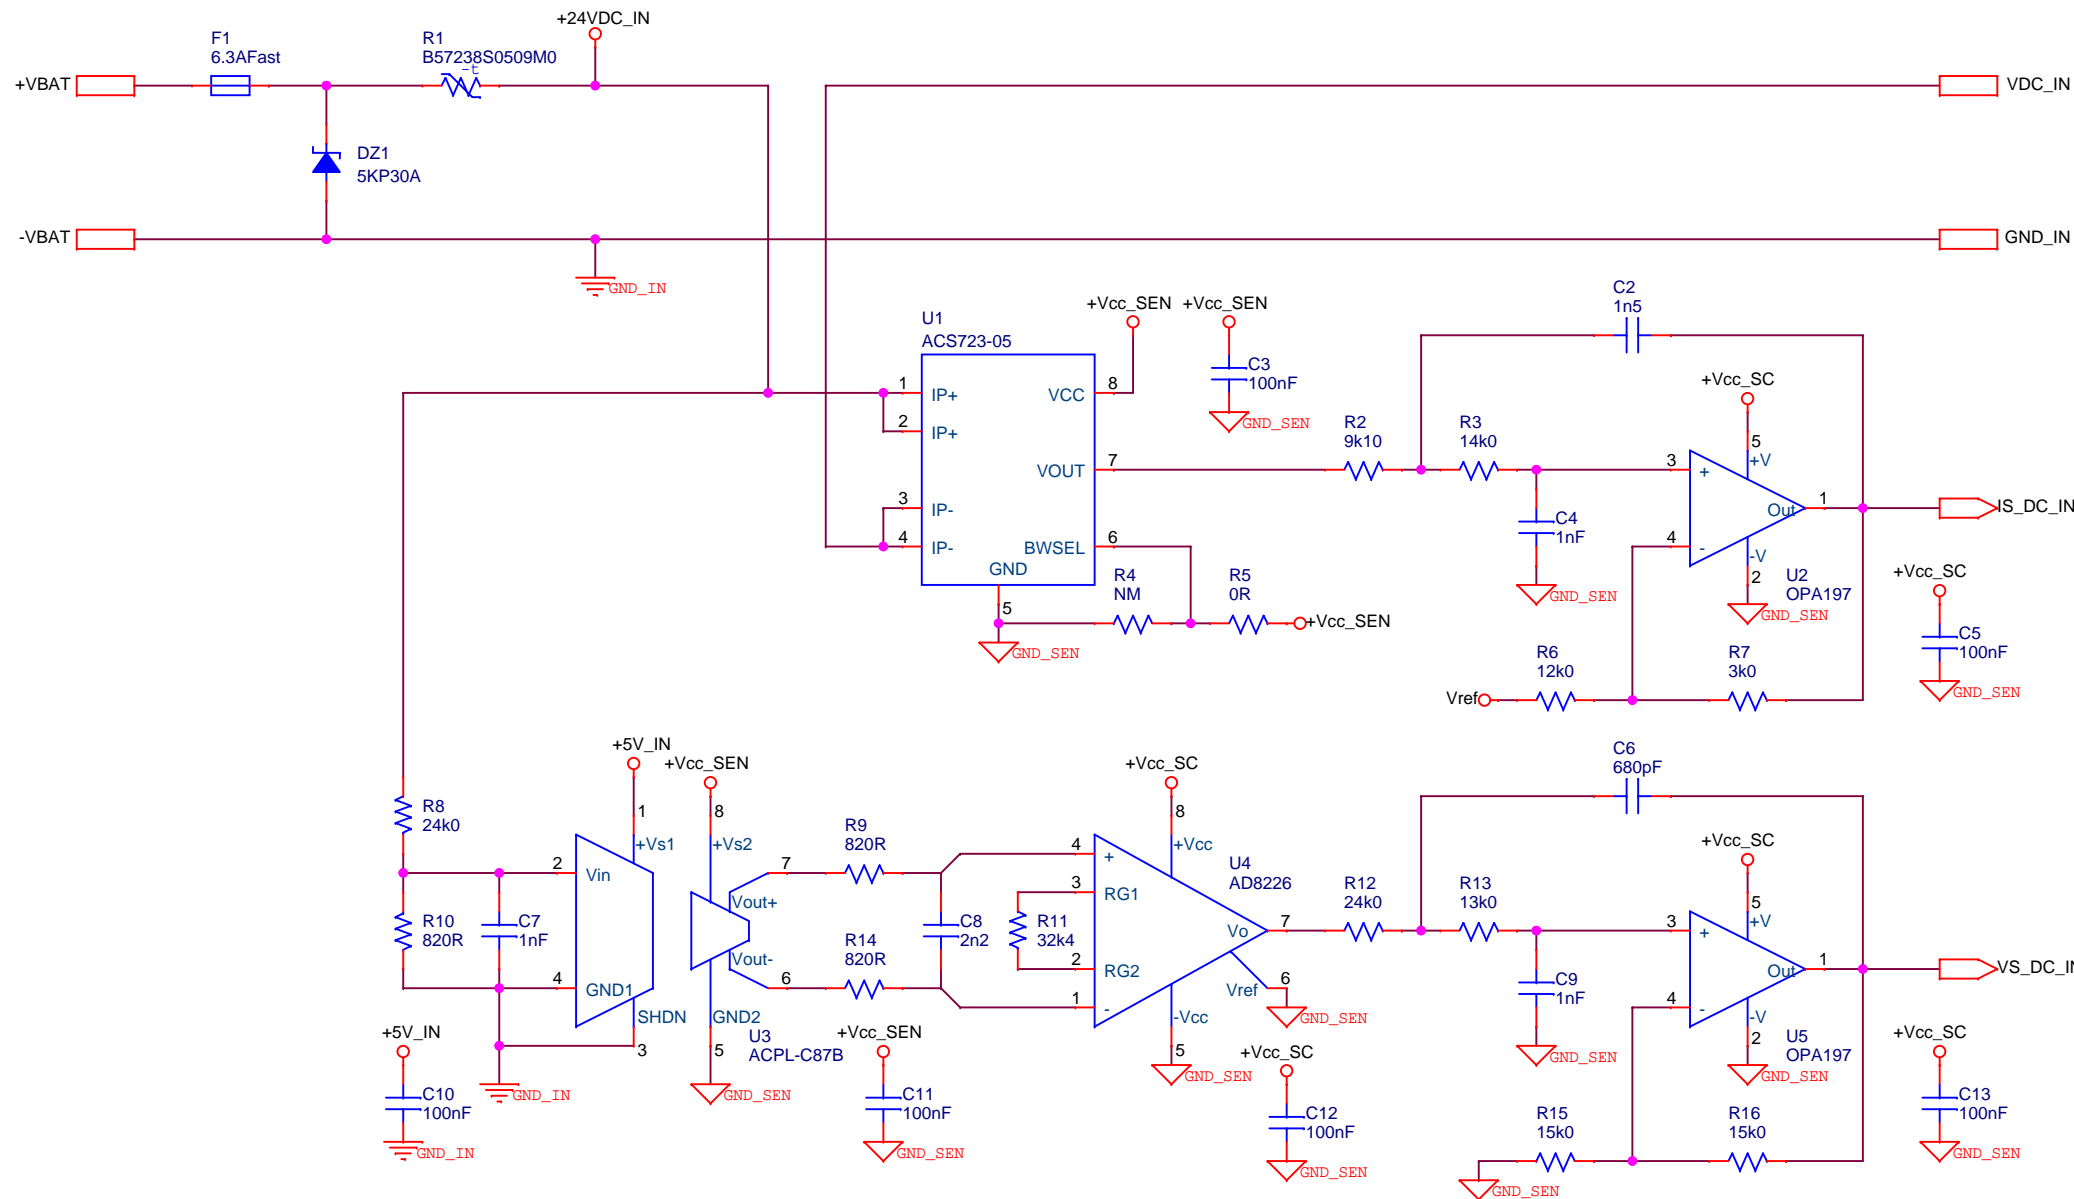 +24VDC_IN
F1
6.3AFast
R1
B57238S0509M0
-t
+VBAT
VDC_IN
DZ1
5KP30A
-VBAT
GND_IN
GND_IN
C2
1n5
+Vcc_SEN
+Vcc_SEN
U1
ACS723-05
C3
100nF
GND_SEN
+Vcc_SC
1
IP+
VCC
8
2
IP+
R2
9k10
R3
14k0
5
+V
VOUT
7
3
+
3
IP-
Out
1
IS_DC_IN
C4
1nF
GND_SEN
4
IP-
BWSEL
6
4
-
-V
2
GND_SEN
U2
OPA197
GND
5
GND_SEN
R4
NM
R5
0R
+Vcc_SEN
+Vcc_SC
C5
100nF
GND_SEN
R6
12k0
R7
3k0
Vref
+5V_IN
+Vcc_SEN
+Vcc_SC
C6
680pF
R8
24k0
1
+Vs1
8
+Vs2
R9
820R
8
+Vcc
U4
AD8226
+Vcc_SC
2
Vin
7
Vout+
4
+
3
RG1
R12
24k0
R13
13k0
5
+V
R10
820R
C7
1nF
C8
2n2
R11
32k4
Vo
7
3
+
Vout-
6
R14
820R
2
RG2
Out
1
VS_DC_IN
4
GND1
Vref
6
GND_SEN
C9
1nF
GND_SEN
1
-
-Vcc
5
GND_SEN
4
-
-V
2
GND_SEN
U5
OPA197
SHDN
3
GND2
5
GND_SEN
U3
ACPL-C87B
+5V_IN
C10
100nF
GND_IN
GND_IN
+Vcc_SEN
C11
100nF
GND_SEN
+Vcc_SC
C12
100nF
GND_SEN
+Vcc_SC
C13
100nF
GND_SEN
R15
15k0
R16
15k0
GND_SEN